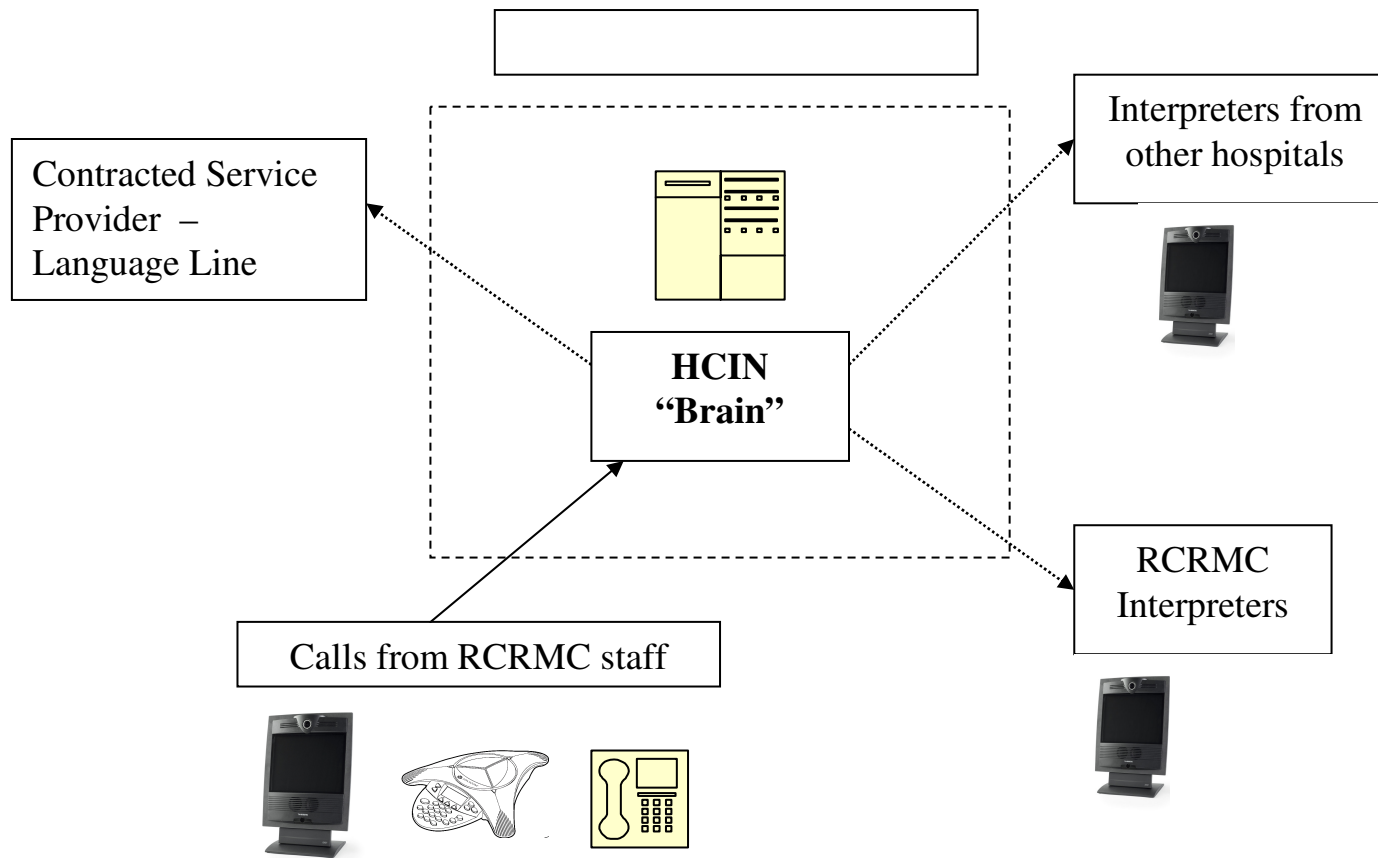 Contracted Service
Provider –
Language Line
Interpreters from
other hospitals
HCIN
“Brain”
RCRMC
Interpreters
Calls from RCRMC staff